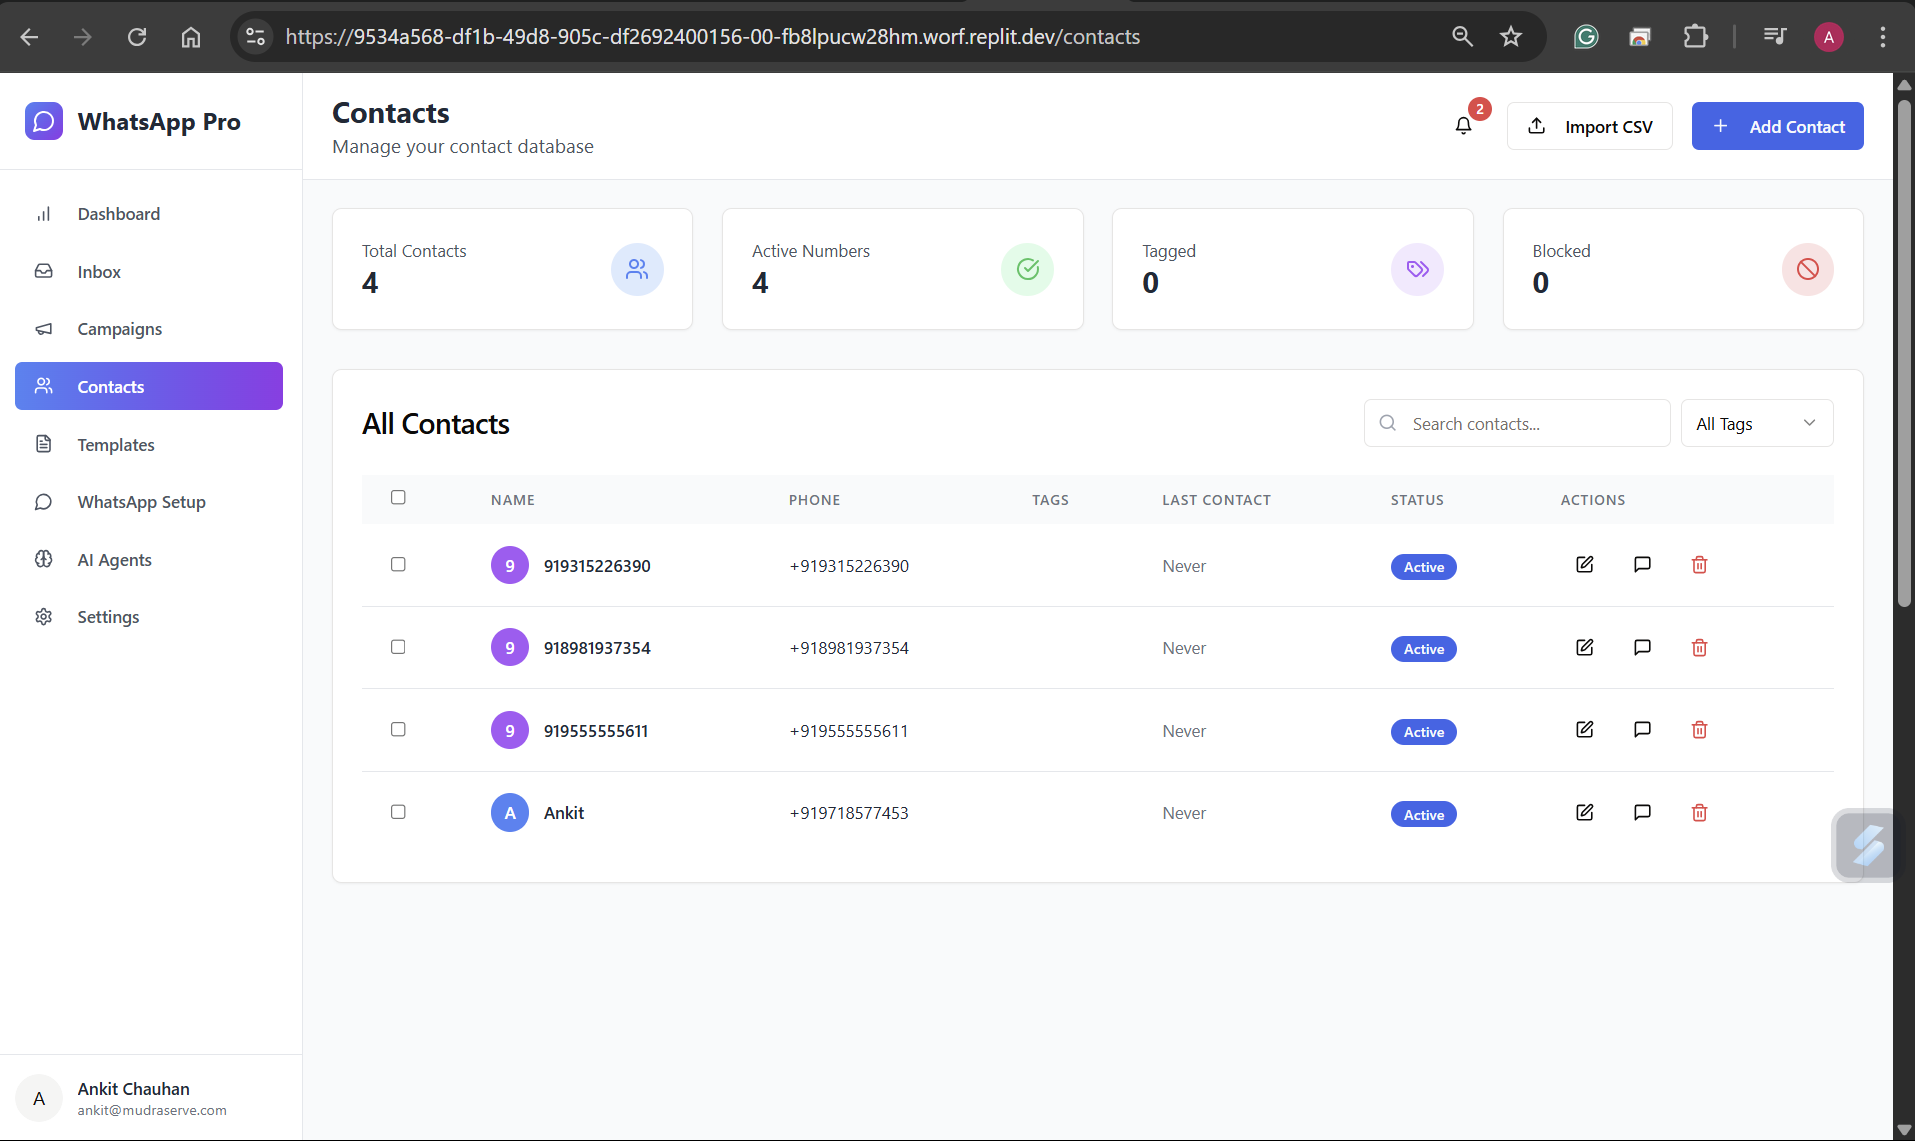 https://9534a568-df1b-49d8-905c-df2692400156-00-fb8lpucw28hm.worf.replit.dev/contacts
A
WhatsApp Pro
Dashboard
Inbox
Campaigns
Contacts
Templates
WhatsApp Setup
AI Agents
Settings
A
Ankit Chauhan
ankit@mudraserve.com
Contacts
Manage your contact database
2
Import CSV
+ Add Contact
Total Contacts
4
Active Numbers
4
Tagged
0
Blocked
0
All Contacts
Search contacts...
All Tags
NAME PHONE TAGS LAST CONTACT STATUS ACTIONS
9 919315226390 +919315226390 Never Active
9 918981937354 +918981937354 Never Active
9 919555555611 +919555555611 Never Active
A Ankit +919718577453 Never Active